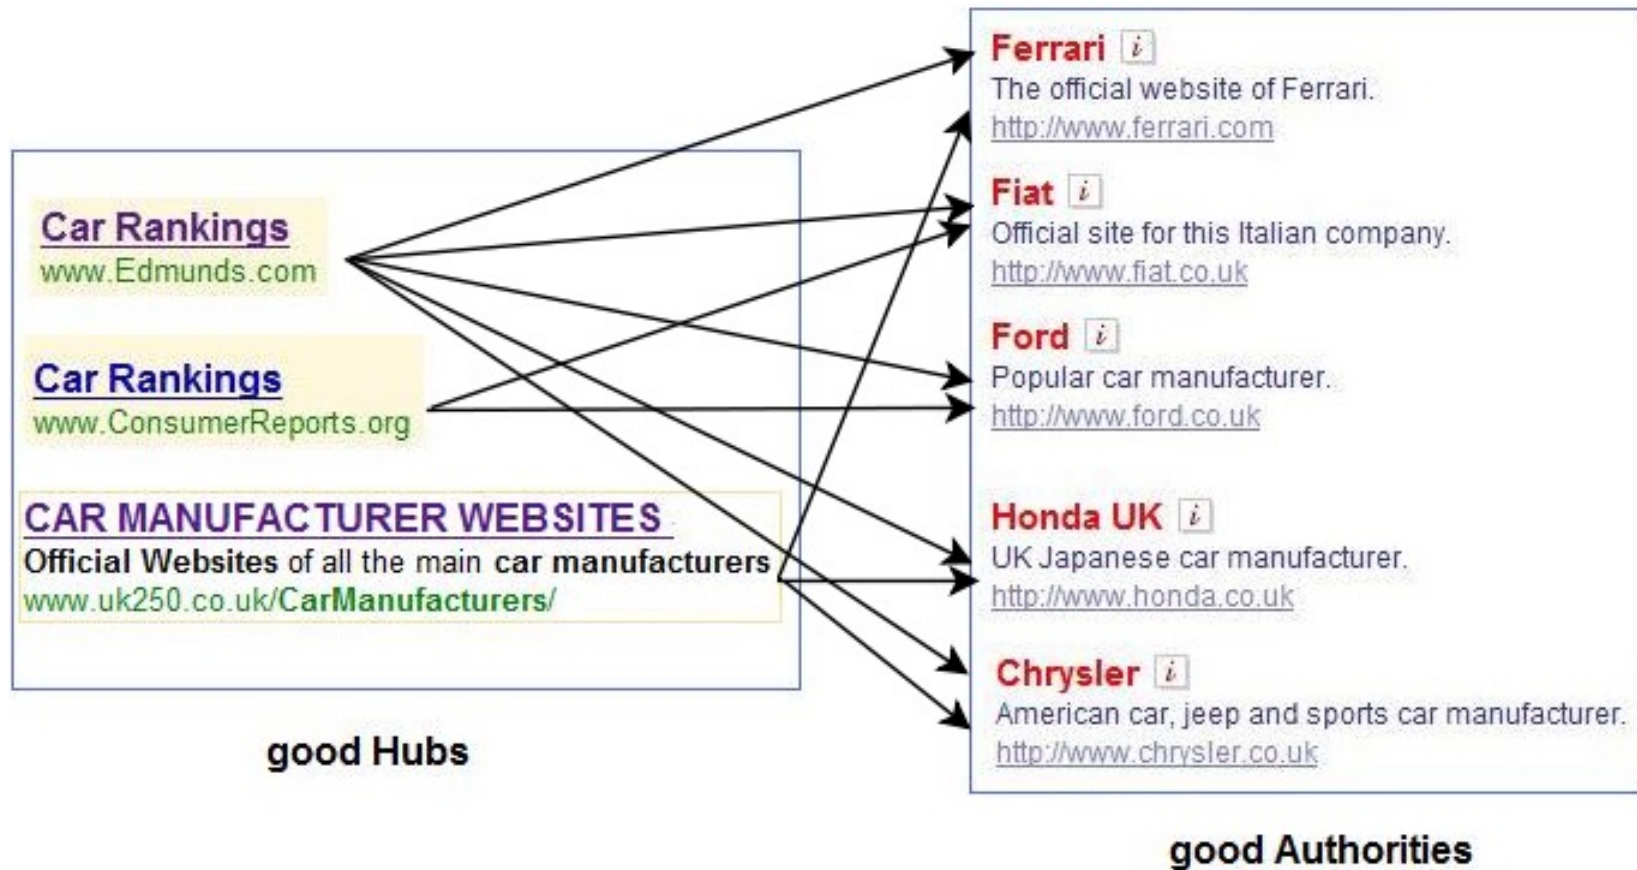 Car Rankings
www.Edmunds.com
Car Rankings
www.ConsumerReports.org
CAR MANUFACTURER WEBSITES
Official Websites of all the main car manufacturers
www.uk250.co.uk/CarManufacturers/
good Hubs
Ferrari i
The official website of Ferrari.
http://www.ferrari.com
Fiat i
Official site for this Italian company.
http://www.fiat.co.uk
Ford i
Popular car manufacturer.
http://www.ford.co.uk
Honda UK i
UK Japanese car manufacturer.
http://www.honda.co.uk
Chrysler i
American car, jeep and sports car manufacturer.
http://www.chrysler.co.uk
good Authorities